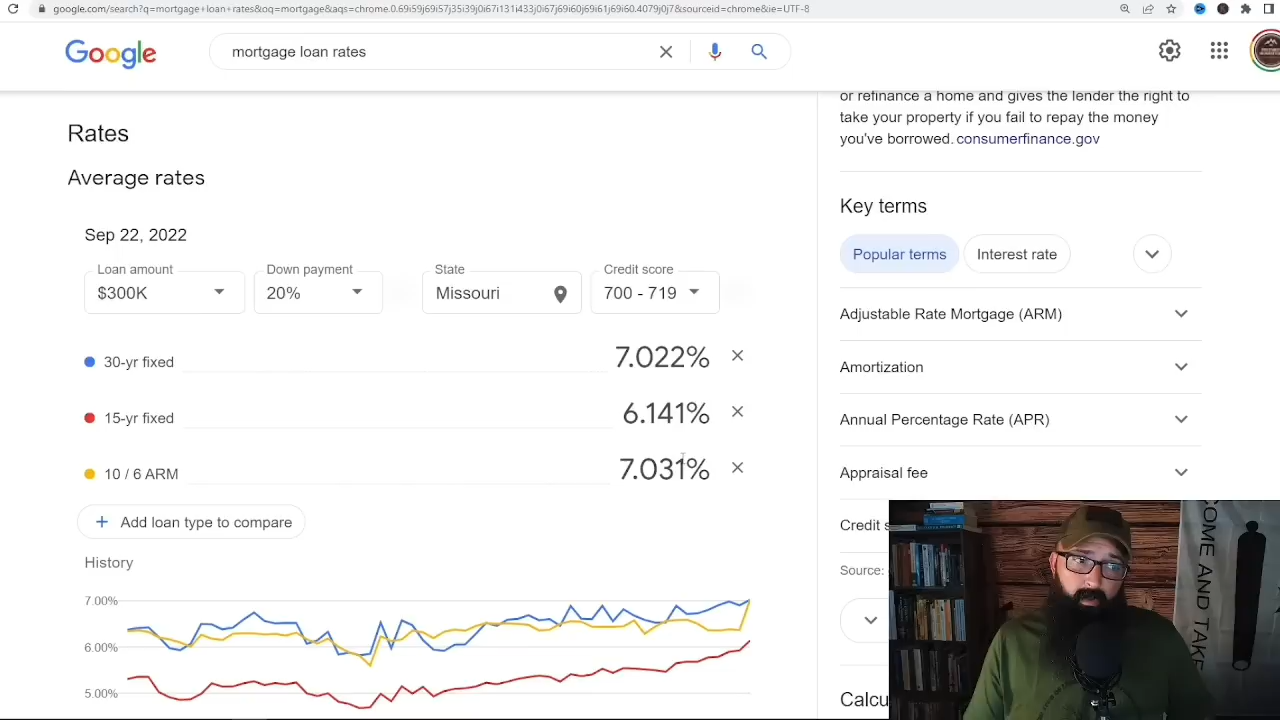 google.com/search?q=mortgage+loan+rates&oq=mortgage&aqs=chrome.0.69i59j69i57j35i39j0i67i131i433j0i67j69i60j69i61j69i60.4079j0j7&sourceid=chrome&ie=UTF-8
Google
mortgage loan rates
or refinance a home and gives the lender the right to
take your property if you fail to repay the money
you've borrowed. consumerfinance.gov
Rates
Average rates
Sep 22, 2022
Loan amount
$300K
Down payment
20%
State
Missouri
Credit score
700 - 719
30-yr fixed
7.022%
15-yr fixed
6.141%
10 / 6 ARM
7.031%
+ Add loan type to compare
History
7.00%
6.00%
5.00%
Key terms
Popular terms
Interest rate
Adjustable Rate Mortgage (ARM)
Amortization
Annual Percentage Rate (APR)
Appraisal fee
Credit s
Source:
Calcu
OME AND TAKE